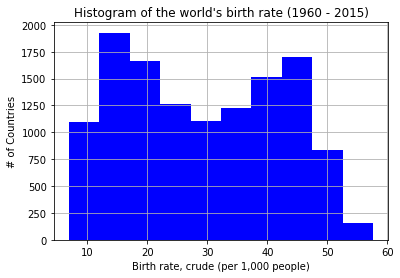 Histogram of the world's birth rate (1960 - 2015)
2000
1750
1500
1250
1000
750
500
250
0
# of Countries
10 20 30 40 50 60
Birth rate, crude (per 1,000 people)